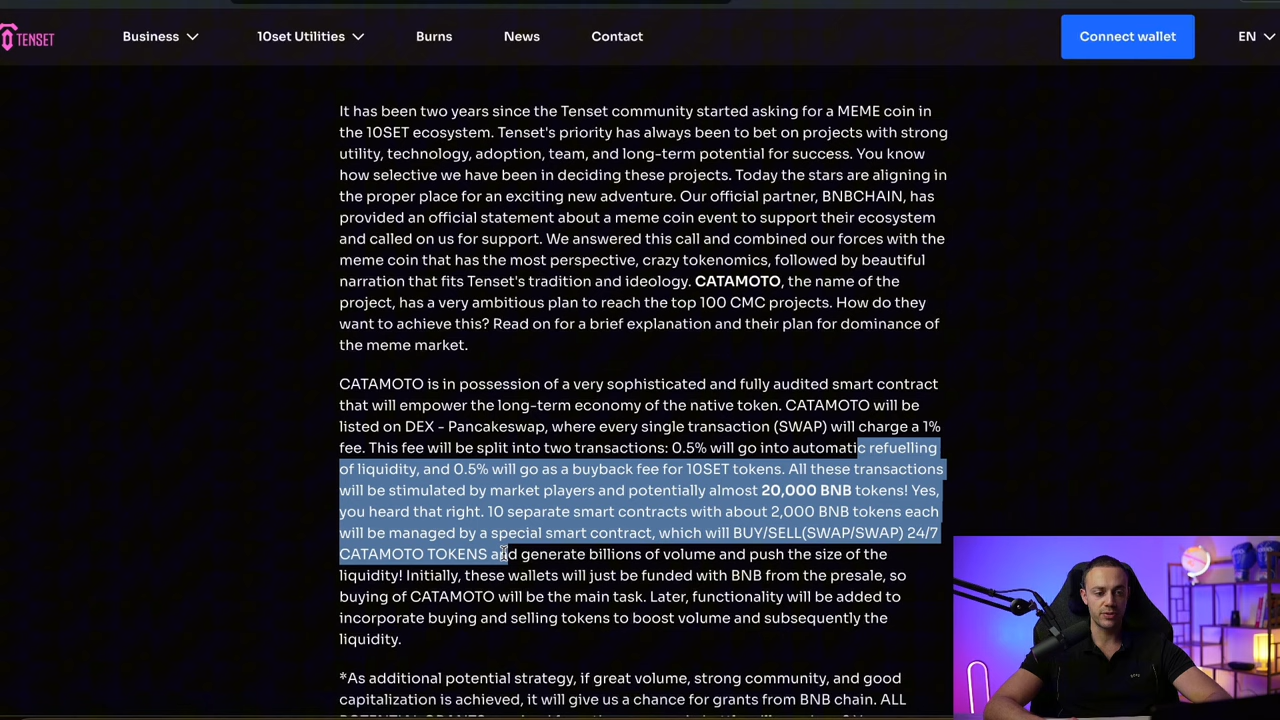 TENSET
Business
10set Utilities
Burns
News
Contact
Connect wallet
EN
It has been two years since the Tenset community started asking for a MEME coin in
the 10SET ecosystem. Tenset's priority has always been to bet on projects with strong
utility, technology, adoption, team, and long-term potential for success. You know
how selective we have been in deciding these projects. Today the stars are aligning in
the proper place for an exciting new adventure. Our official partner, BNBCHAIN, has
provided an official statement about a meme coin event to support their ecosystem
and called on us for support. We answered this call and combined our forces with the
meme coin that has the most perspective, crazy tokenomics, followed by beautiful
narration that fits Tenset's tradition and ideology. CATAMOTO, the name of the
project, has a very ambitious plan to reach the top 100 CMC projects. How do they
want to achieve this? Read on for a brief explanation and their plan for dominance of
the meme market.
CATAMOTO is in possession of a very sophisticated and fully audited smart contract
that will empower the long-term economy of the native token. CATAMOTO will be
listed on DEX - Pancakeswap, where every single transaction (SWAP) will charge a 1%
fee. This fee will be split into two transactions: 0.5% will go into automatic refuelling
of liquidity, and 0.5% will go as a buyback fee for 10SET tokens. All these transactions
will be stimulated by market players and potentially almost 20,000 BNB tokens! Yes,
you heard that right. 10 separate smart contracts with about 2,000 BNB tokens each
will be managed by a special smart contract, which will BUY/SELL(SWAP/SWAP) 24/7
CATAMOTO TOKENS and generate billions of volume and push the size of the
liquidity! Initially, these wallets will just be funded with BNB from the presale, so
buying of CATAMOTO will be the main task. Later, functionality will be added to
incorporate buying and selling tokens to boost volume and subsequently the
liquidity.
*As additional potential strategy, if great volume, strong community, and good
capitalization is achieved, it will give us a chance for grants from BNB chain. ALL